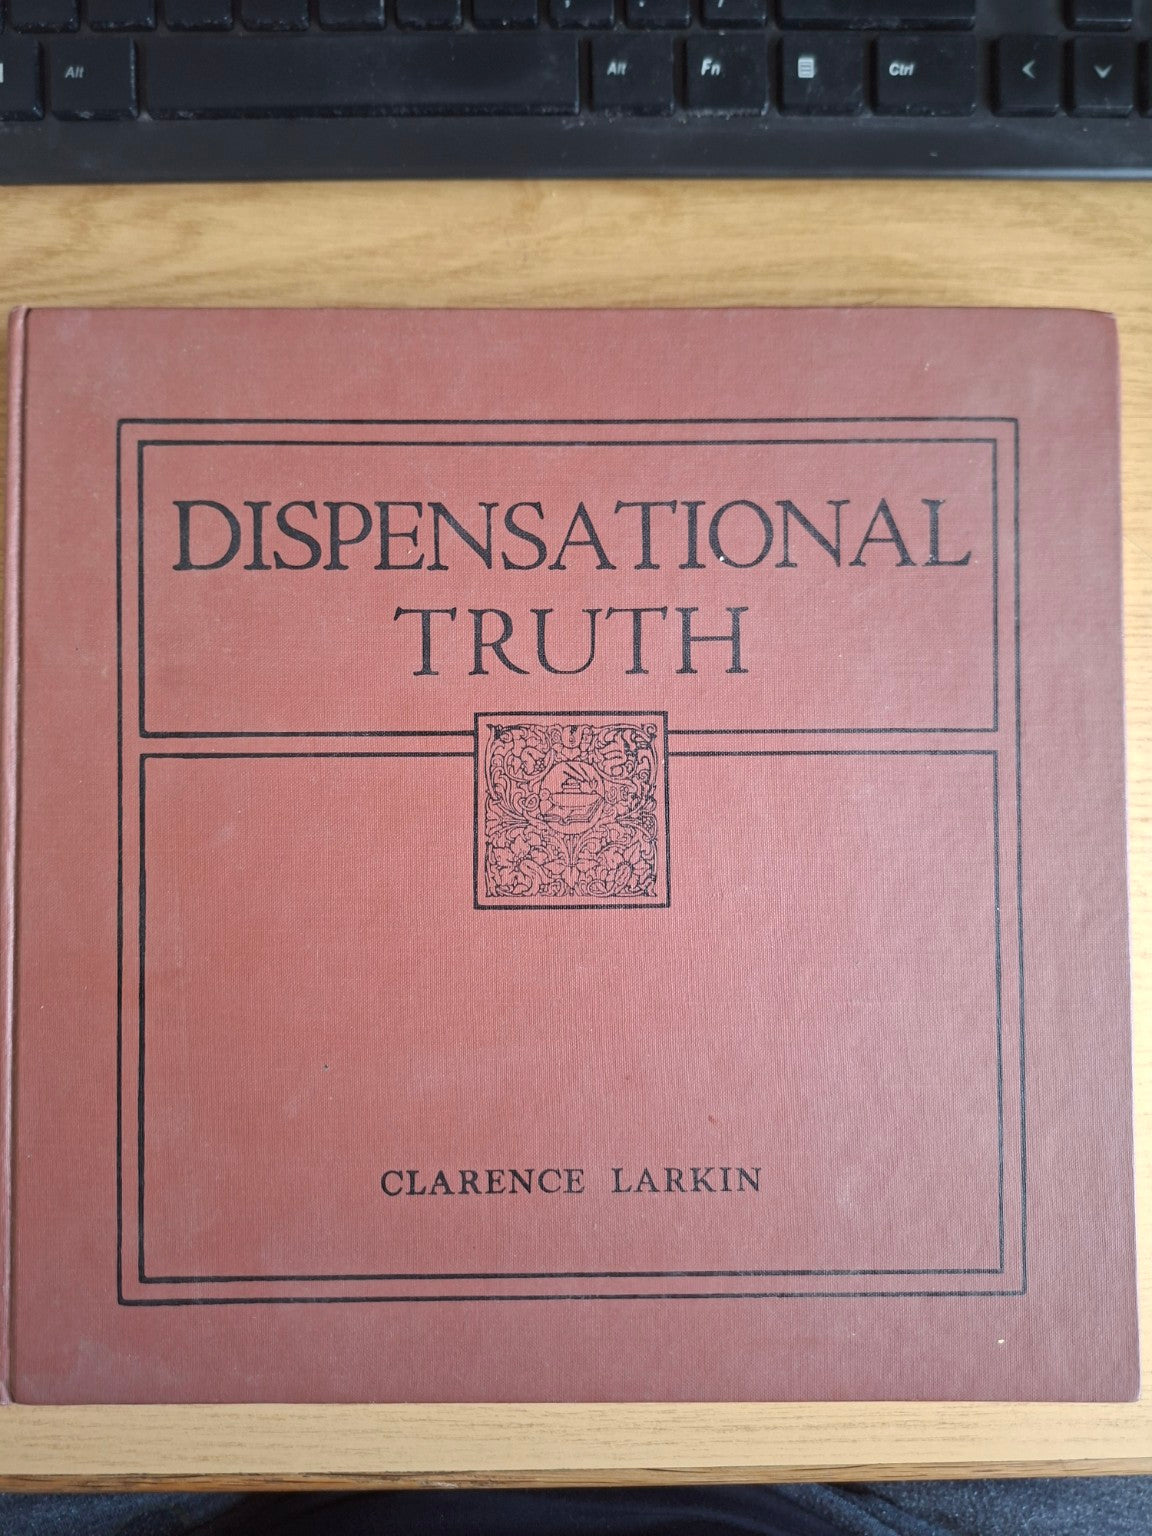 Alt
Alt
Fn
Ctrl
DISPENSATIONAL
TRUTH
CLARENCE LARKIN